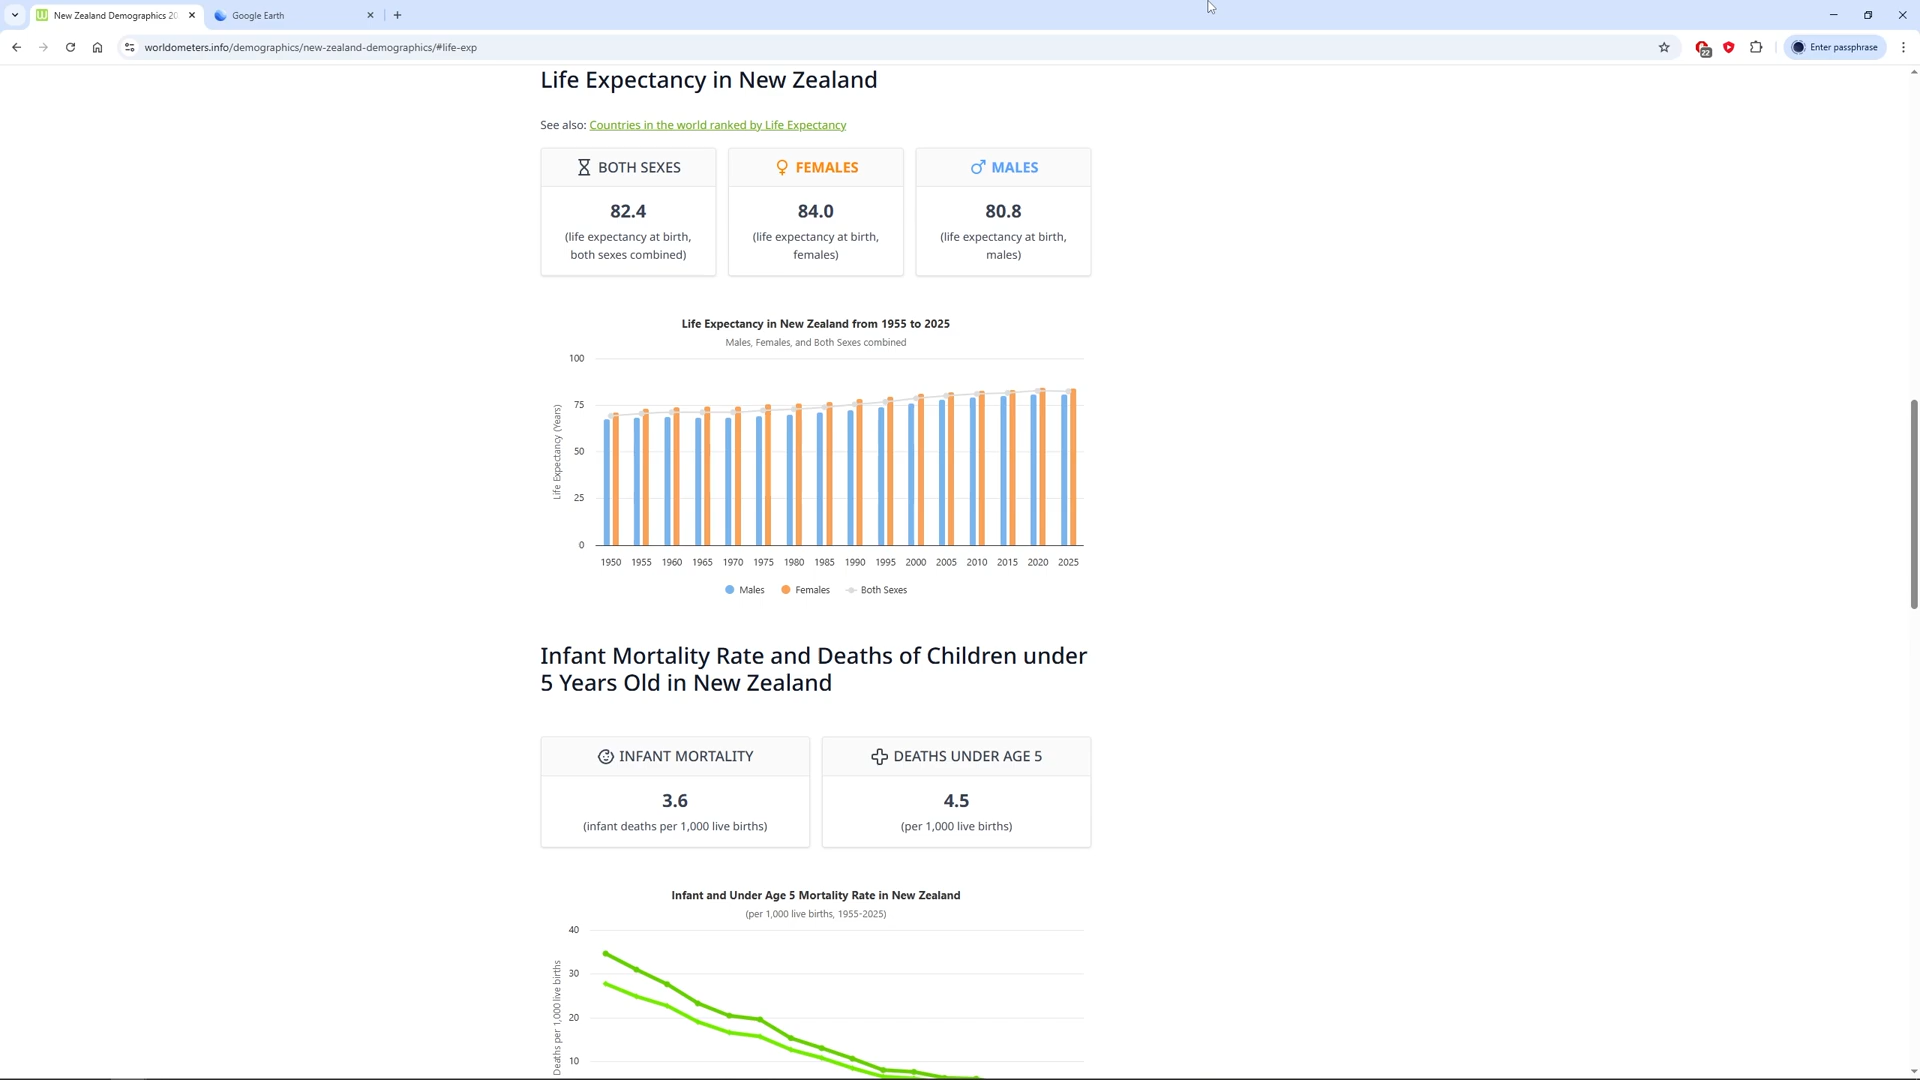 New Zealand Demographics 20
Google Earth
worldometers.info/demographics/new-zealand-demographics/#life-exp
22
Enter passphrase
Life Expectancy in New Zealand
See also: Countries in the world ranked by Life Expectancy
BOTH SEXES
82.4
(life expectancy at birth,
both sexes combined)
FEMALES
84.0
(life expectancy at birth,
females)
MALES
80.8
(life expectancy at birth,
males)
Life Expectancy in New Zealand from 1955 to 2025
Males, Females, and Both Sexes combined
Life Expectancy (Years)
100
75
50
25
0
1950 1955 1960 1965 1970 1975 1980 1985 1990 1995 2000 2005 2010 2015 2020 2025
Males Females Both Sexes
Infant Mortality Rate and Deaths of Children under
5 Years Old in New Zealand
INFANT MORTALITY
3.6
(infant deaths per 1,000 live births)
DEATHS UNDER AGE 5
4.5
(per 1,000 live births)
Infant and Under Age 5 Mortality Rate in New Zealand
(per 1,000 live births, 1955-2025)
Deaths per 1,000 live births
40
30
20
10